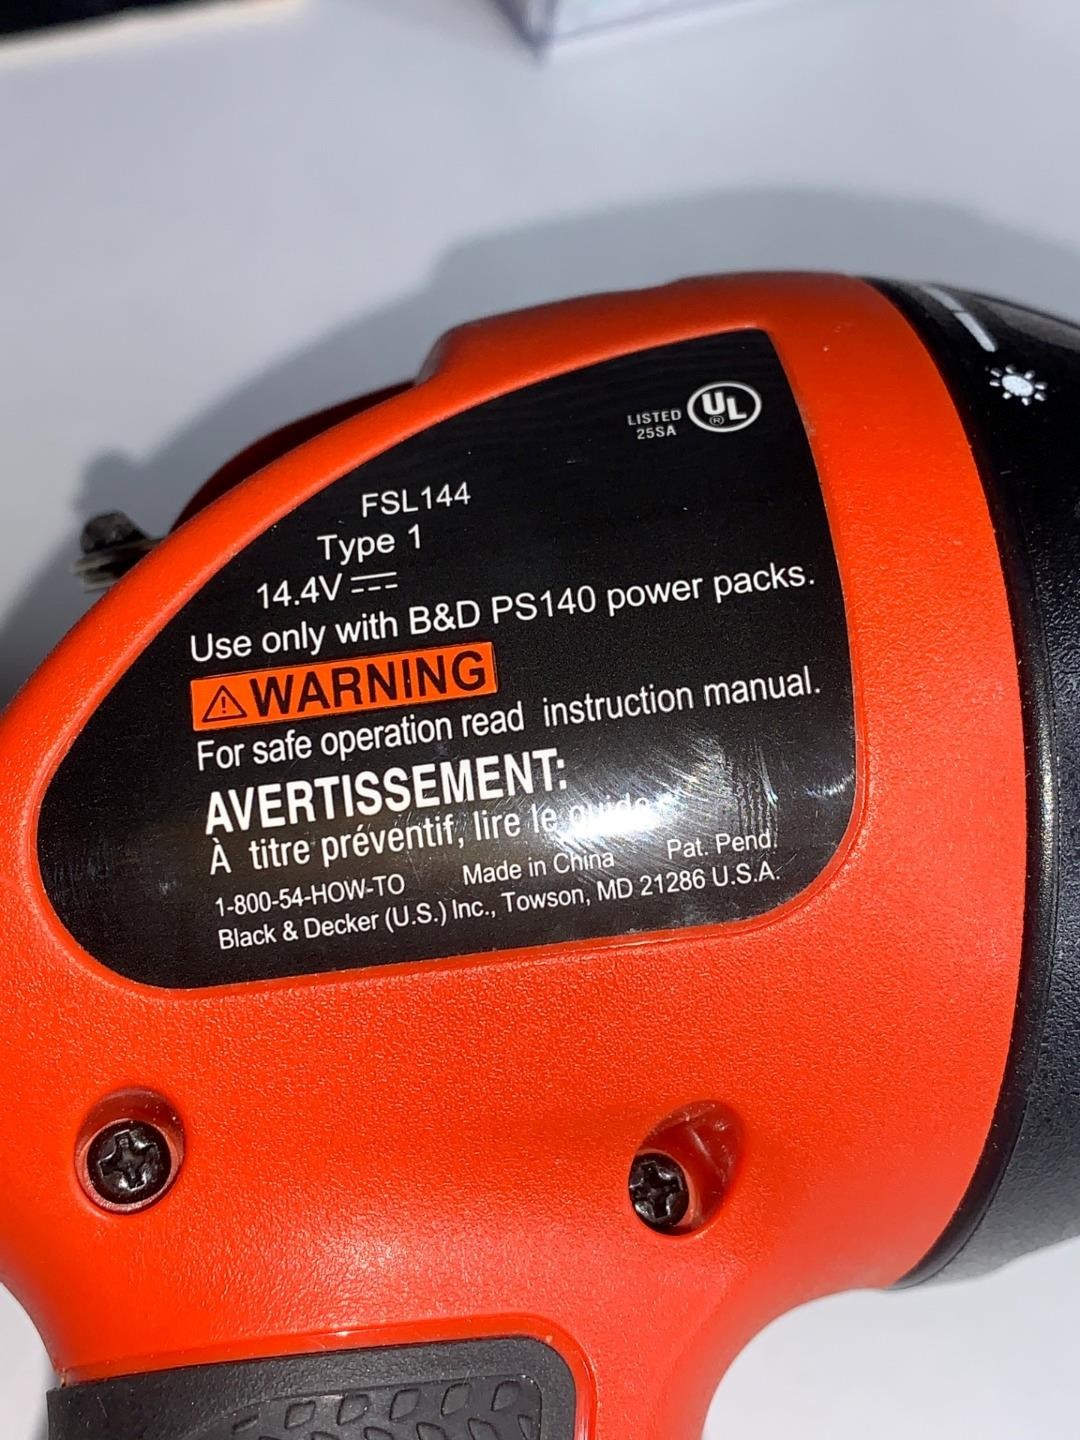 LISTED
25SA
UL
®
FSL144
Type 1
14.4V ⎓
Use only with B&D PS140 power packs.
⚠WARNING
For safe operation read instruction manual.
AVERTISSEMENT:
À titre préventif, lire le guide.
1-800-54-HOW-TO Made in China Pat. Pend.
Black & Decker (U.S.) Inc., Towson, MD 21286 U.S.A.